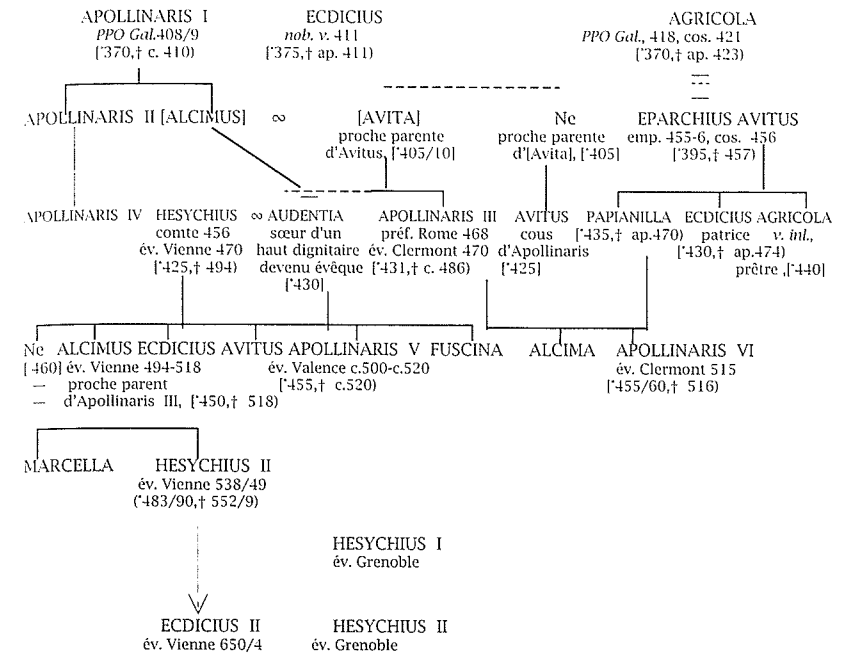 APOLLINARIS I ECDICIUS AGRICOLA
PPO Gal.408/9 nob. v. 411 PPO Gal., 418, cos. 421
[*370,† c. 410) [*375,† ap. 411) [*370,† ap. 423)
APOLLINARIS II [ALCIMUS] ∞ [AVITA] Ne EPARCHIUS AVITUS
proche parente proche parente emp. 455-6, cos. 456
d'Avitus, [*405/10] d'[Avita], [*405] [*395,† 457)
APOLLINARIS IV HESYCHIUS ∞ AUDENTIA APOLLINARIS III AVITUS PAPIANILLA ECDICIUS AGRICOLA
comte 456 sœur d'un préf. Rome 468 cous [*435,† ap.470) patrice v. inl.,
év. Vienne 470 haut dignitaire év. Clermont 470 d'Apollinaris [*430,† ap.474)
[*425,† 494) devenu évêque [*431,† c. 486) [*425] prêtre ,[*440]
[*430]
Ne ALCIMUS ECDICIUS AVITUS APOLLINARIS V FUSCINA ALCIMA APOLLINARIS VI
[460] év. Vienne 494-518 év. Valence c.500-c.520 év. Clermont 515
— proche parent [*455,† c.520) [*455/60,† 516)
— d'Apollinaris III, [*450,† 518)
MARCELLA HESYCHIUS II
év. Vienne 538/49
(*483/90,† 552/9)
HESYCHIUS I
év. Grenoble
ECDICIUS II HESYCHIUS II
év. Vienne 650/4 év. Grenoble